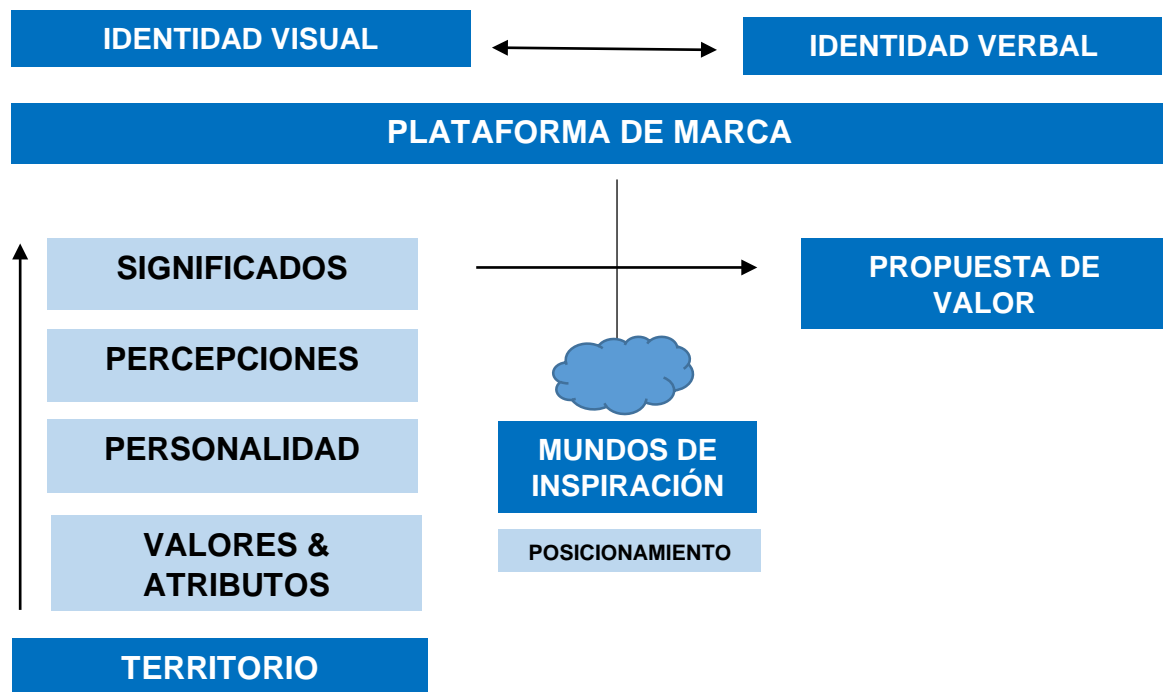 IDENTIDAD VISUAL
IDENTIDAD VERBAL
PLATAFORMA DE MARCA
SIGNIFICADOS
PROPUESTA DE
VALOR
PERCEPCIONES
PERSONALIDAD
MUNDOS DE
INSPIRACIÓN
VALORES &
ATRIBUTOS
POSICIONAMIENTO
TERRITORIO